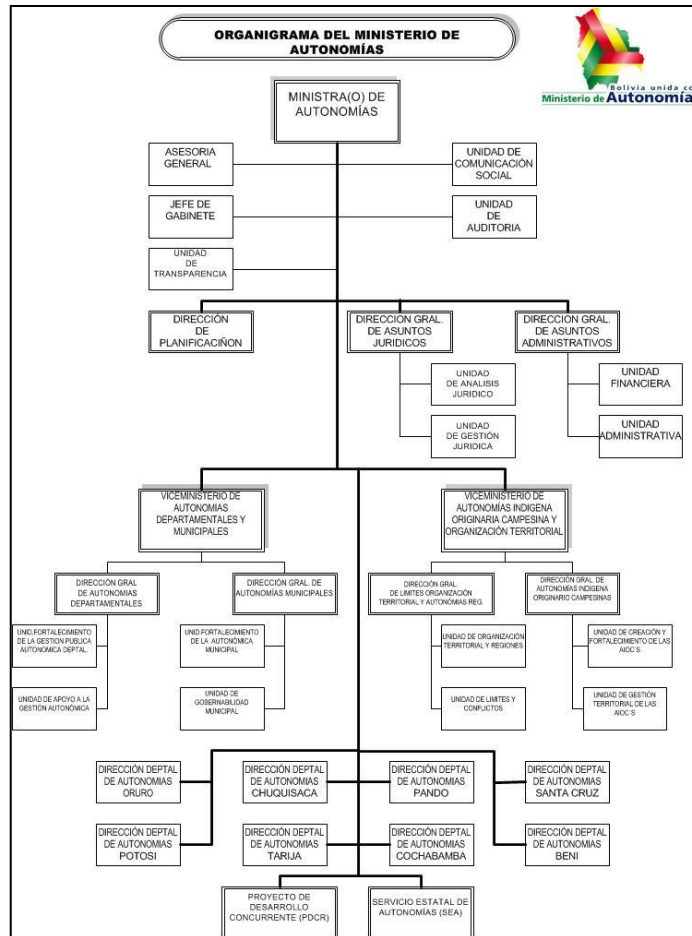 ORGANIGRAMA DEL MINISTERIO DE
AUTONOMÍAS
Bolivia unida co
Ministerio de Autonomía
MINISTRA(O) DE
AUTONOMÍAS
ASESORIA
GENERAL
UNIDAD DE
COMUNICACIÓN
SOCIAL
JEFE DE
GABINETE
UNIDAD
DE
AUDITORIA
UNIDAD
DE
TRANSPARENCIA
DIRECCIÓN
DE
PLANIFICACIÑON
DIRECCION GRAL.
DE ASUNTOS
JURIDICOS
DIRECCION GRAL.
DE ASUNTOS
ADMINISTRATIVOS
UNIDAD
DE ANALISIS
JURIDICO
UNIDAD
FINANCIERA
UNIDAD
DE GESTIÓN
JURIDICA
UNIDAD
ADMINISTRATIVA
VICEMINISTERIO DE
AUTONOMIAS
DEPARTAMENTALES Y
MUNICIPALES
VICEMINISTERIO DE
AUTONOMÍAS INDIGENA
ORIGINARIA CAMPESINA Y
ORGANIZACIÓN TERRITORIAL
DIRECCIÓN GRAL
DE AUTONOMIAS
DEPARTAMENTALES
DIRECCIÓN GRAL. DE
AUTONOMÍAS MUNICIPALES
DIRECCIÓN GRAL.
DE LIMITES ORGANIZACIÓN
TERRITORIAL Y AUTONOMÍAS REG.
DIRECCIÓN GRAL. DE
AUTONOMÍAS INDIGENA
ORIGINARIO CAMPESINAS
UNID.FORTALECIMIENTO
DE LA GESTION PUBLICA
AUTONOMICA DEPTAL.
UNID.FORTALECIMIENTO
DE LA AUTONÓMICA
MUNICIPAL
UNIDAD DE ORGANIZACIÓN
TERRITORIAL Y REGIONES
UNIDAD DE CREACIÓN Y
FORTALECIMIENTO DE LAS
AIOC´S
UNIDAD DE APOYO A LA
GESTIÓN AUTONÓMICA
UNIDAD DE
GOBERNABILIDAD
MUNICIPAL
UNIDAD DE LIMITES Y
CONFLICTOS
UNIDAD DE GESTIÓN
TERRITORIAL DE LAS
AIOC´S
DIRECCIÓN DEPTAL
DE AUTONOMIAS
ORURO
DIRECCIÓN DEPTAL
DE AUTONOMIAS
CHUQUISACA
DIRECCIÓN DEPTAL
DE AUTONOMIAS
PANDO
DIRECCIÓN DEPTAL
DE AUTONOMIAS
SANTA CRUZ
DIRECCIÓN DEPTAL
DE AUTONOMIAS
POTOSI
DIRECCIÓN DEPTAL
DE AUTONOMIAS
TARIJA
DIRECCIÓN DEPTAL
DE AUTONOMIAS
COCHABAMBA
DIRECCIÓN DEPTAL
DE AUTONOMIAS
BENI
PROYECTO DE
DESARROLLO
CONCURRENTE (PDCR)
SERVICIO ESTATAL DE
AUTONOMÍAS (SEA)